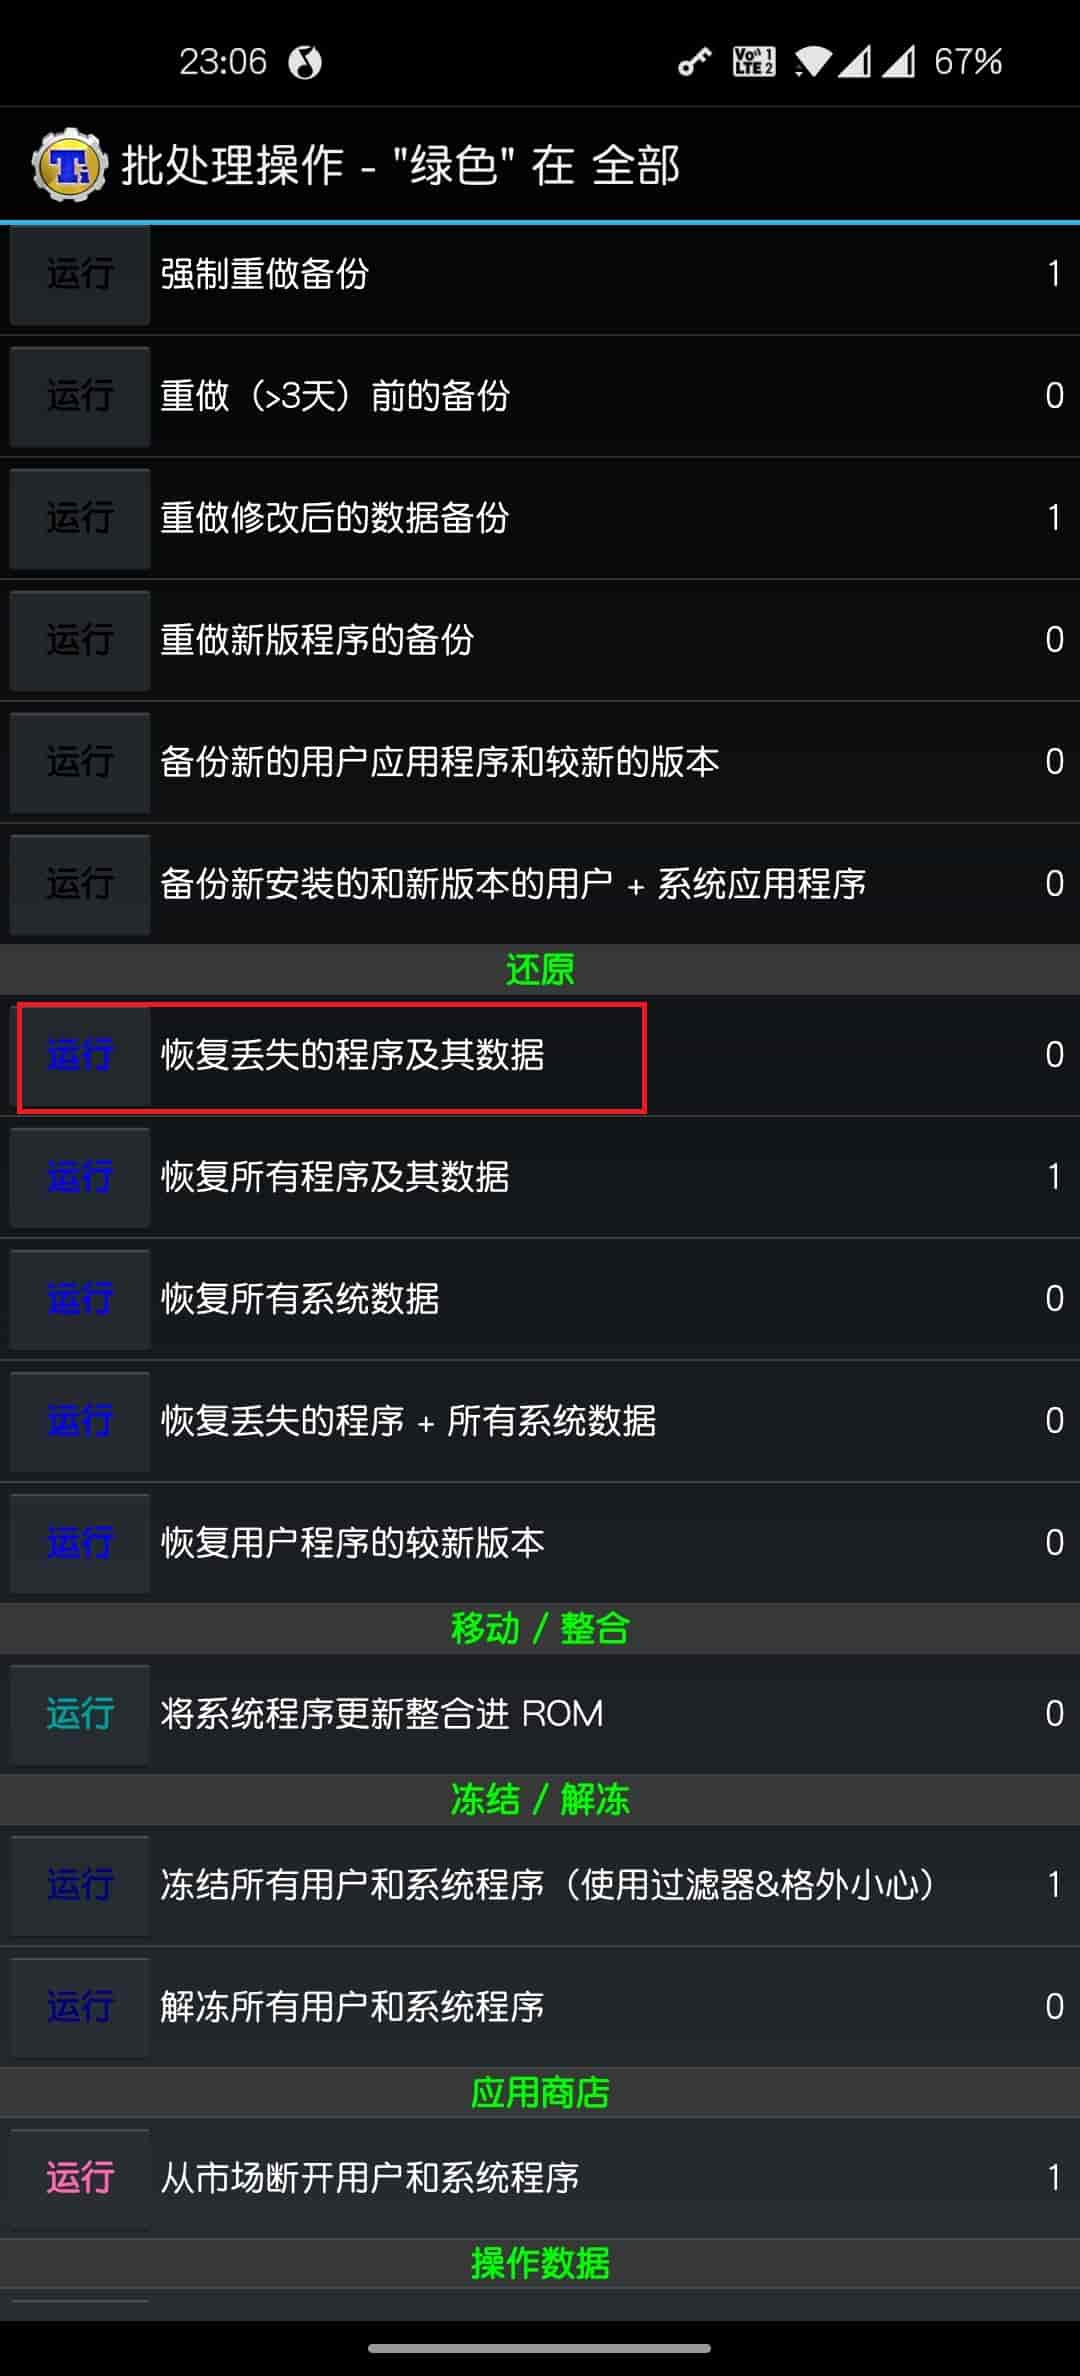 23:06 VoLTE 1 2 67%
Ti 批处理操作 - "绿色" 在 全部
运行 强制重做备份 1
运行 重做（>3天）前的备份 0
运行 重做修改后的数据备份 1
运行 重做新版程序的备份 0
运行 备份新的用户应用程序和较新的版本 0
运行 备份新安装的和新版本的用户 + 系统应用程序 0
还原
运行 恢复丢失的程序及其数据 0
运行 恢复所有程序及其数据 1
运行 恢复所有系统数据 0
运行 恢复丢失的程序 + 所有系统数据 0
运行 恢复用户程序的较新版本 0
移动 / 整合
运行 将系统程序更新整合进 ROM 0
冻结 / 解冻
运行 冻结所有用户和系统程序（使用过滤器&格外小心） 1
运行 解冻所有用户和系统程序 0
应用商店
运行 从市场断开用户和系统程序 1
操作数据